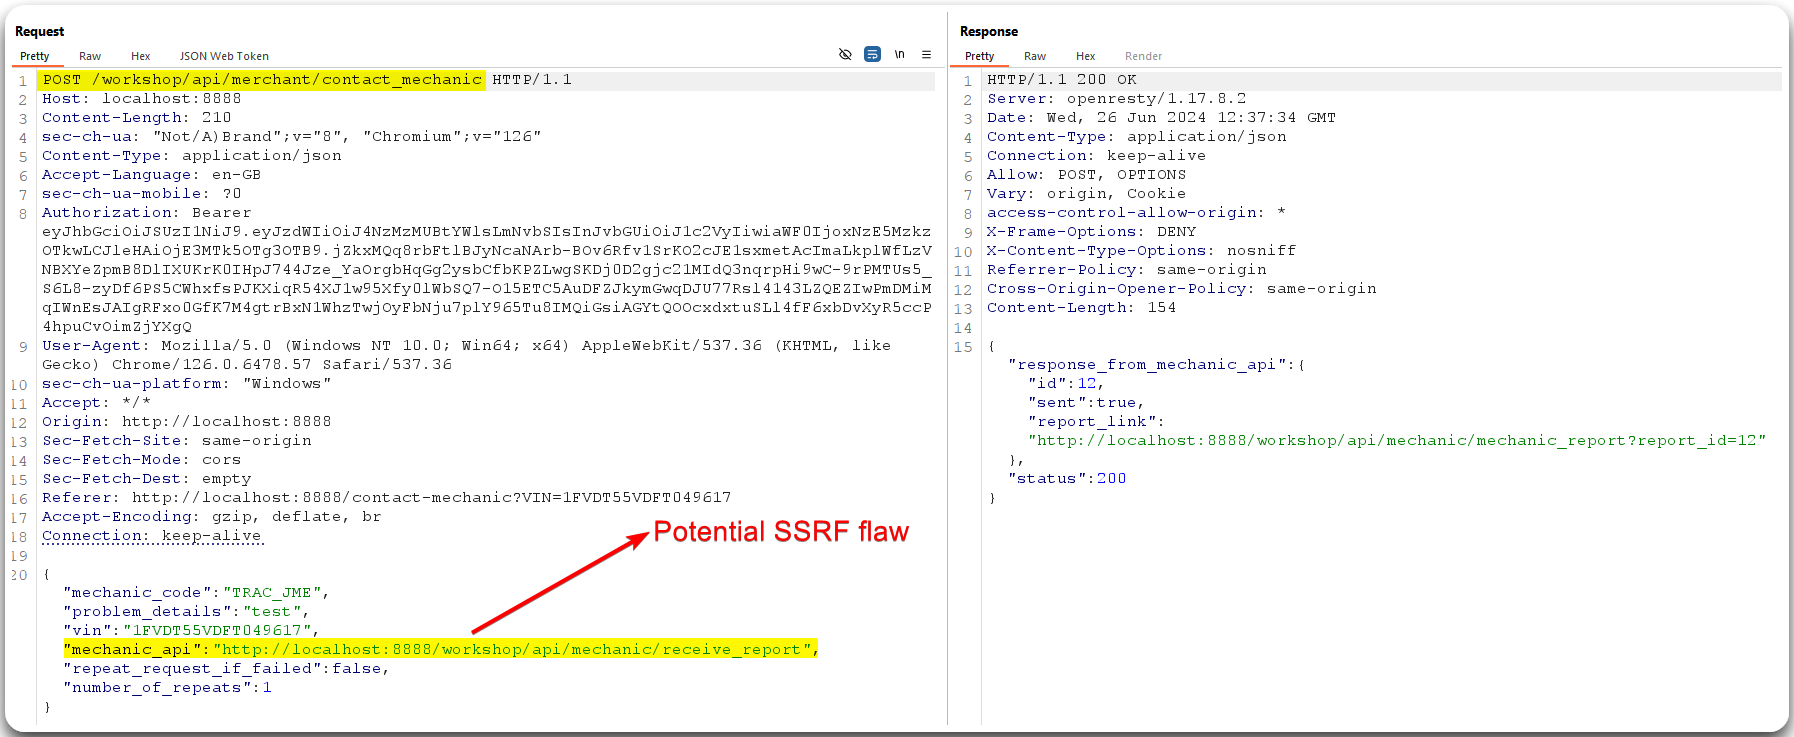 Request
Pretty Raw Hex JSON Web Token \n
1 POST /workshop/api/merchant/contact_mechanic HTTP/1.1
2 Host: localhost:8888
3 Content-Length: 210
4 sec-ch-ua: "Not/A)Brand";v="8", "Chromium";v="126"
5 Content-Type: application/json
6 Accept-Language: en-GB
7 sec-ch-ua-mobile: ?0
8 Authorization: Bearer
eyJhbGciOiJSUzI1NiJ9.eyJzdWIiOiJ4NzMzMUBtYWlsLmNvbSIsInJvbGUiOiJ1c2VyIiwiaWF0IjoxNzE5Mzkz
OTkwLCJleHAiOjE3MTk5OTg3OTB9.jZkxMQq8rbFtlBJyNcaNArb-BOv6Rfv1SrKO2cJE1sxmetAcImaLkplWfLzV
NBXYeZpmB8DlIXUKrK0IHpJ744Jze_YaOrgbHqGg2ysbCfbKPZLwgSKDj0D2gjc21MIdQ3nqrpHi9wC-9rPMTUs5_
S6L8-zyDf6PS5CWhxfsPJKXiqR54XJ1w95Xfy0lWbSQ7-O15ETC5AuDFZJkymGwqDJU77Rsl4143LZQEZIwPmDMiM
qIWnEsJAIgRFxo0GfK7M4gtrBxN1WhzTwjOyFbNju7plY965Tu8IMQiGsiAGYtQOOcxdxtuSLl4fF6xbDvXyR5ccP
4hpuCvOimZjYXgQ
9 User-Agent: Mozilla/5.0 (Windows NT 10.0; Win64; x64) AppleWebKit/537.36 (KHTML, like
Gecko) Chrome/126.0.6478.57 Safari/537.36
10 sec-ch-ua-platform: "Windows"
11 Accept: */*
12 Origin: http://localhost:8888
13 Sec-Fetch-Site: same-origin
14 Sec-Fetch-Mode: cors
15 Sec-Fetch-Dest: empty
16 Referer: http://localhost:8888/contact-mechanic?VIN=1FVDT55VDFT049617
17 Accept-Encoding: gzip, deflate, br
18 Connection: keep-alive
19
20 {
"mechanic_code":"TRAC_JME",
"problem_details":"test",
"vin":"1FVDT55VDFT049617",
"mechanic_api":"http://localhost:8888/workshop/api/mechanic/receive_report",
"repeat_request_if_failed":false,
"number_of_repeats":1
}
Potential SSRF flaw
Response
Pretty Raw Hex Render
1 HTTP/1.1 200 OK
2 Server: openresty/1.17.8.2
3 Date: Wed, 26 Jun 2024 12:37:34 GMT
4 Content-Type: application/json
5 Connection: keep-alive
6 Allow: POST, OPTIONS
7 Vary: origin, Cookie
8 access-control-allow-origin: *
9 X-Frame-Options: DENY
10 X-Content-Type-Options: nosniff
11 Referrer-Policy: same-origin
12 Cross-Origin-Opener-Policy: same-origin
13 Content-Length: 154
14
15 {
"response_from_mechanic_api":{
"id":12,
"sent":true,
"report_link":
"http://localhost:8888/workshop/api/mechanic/mechanic_report?report_id=12"
},
"status":200
}